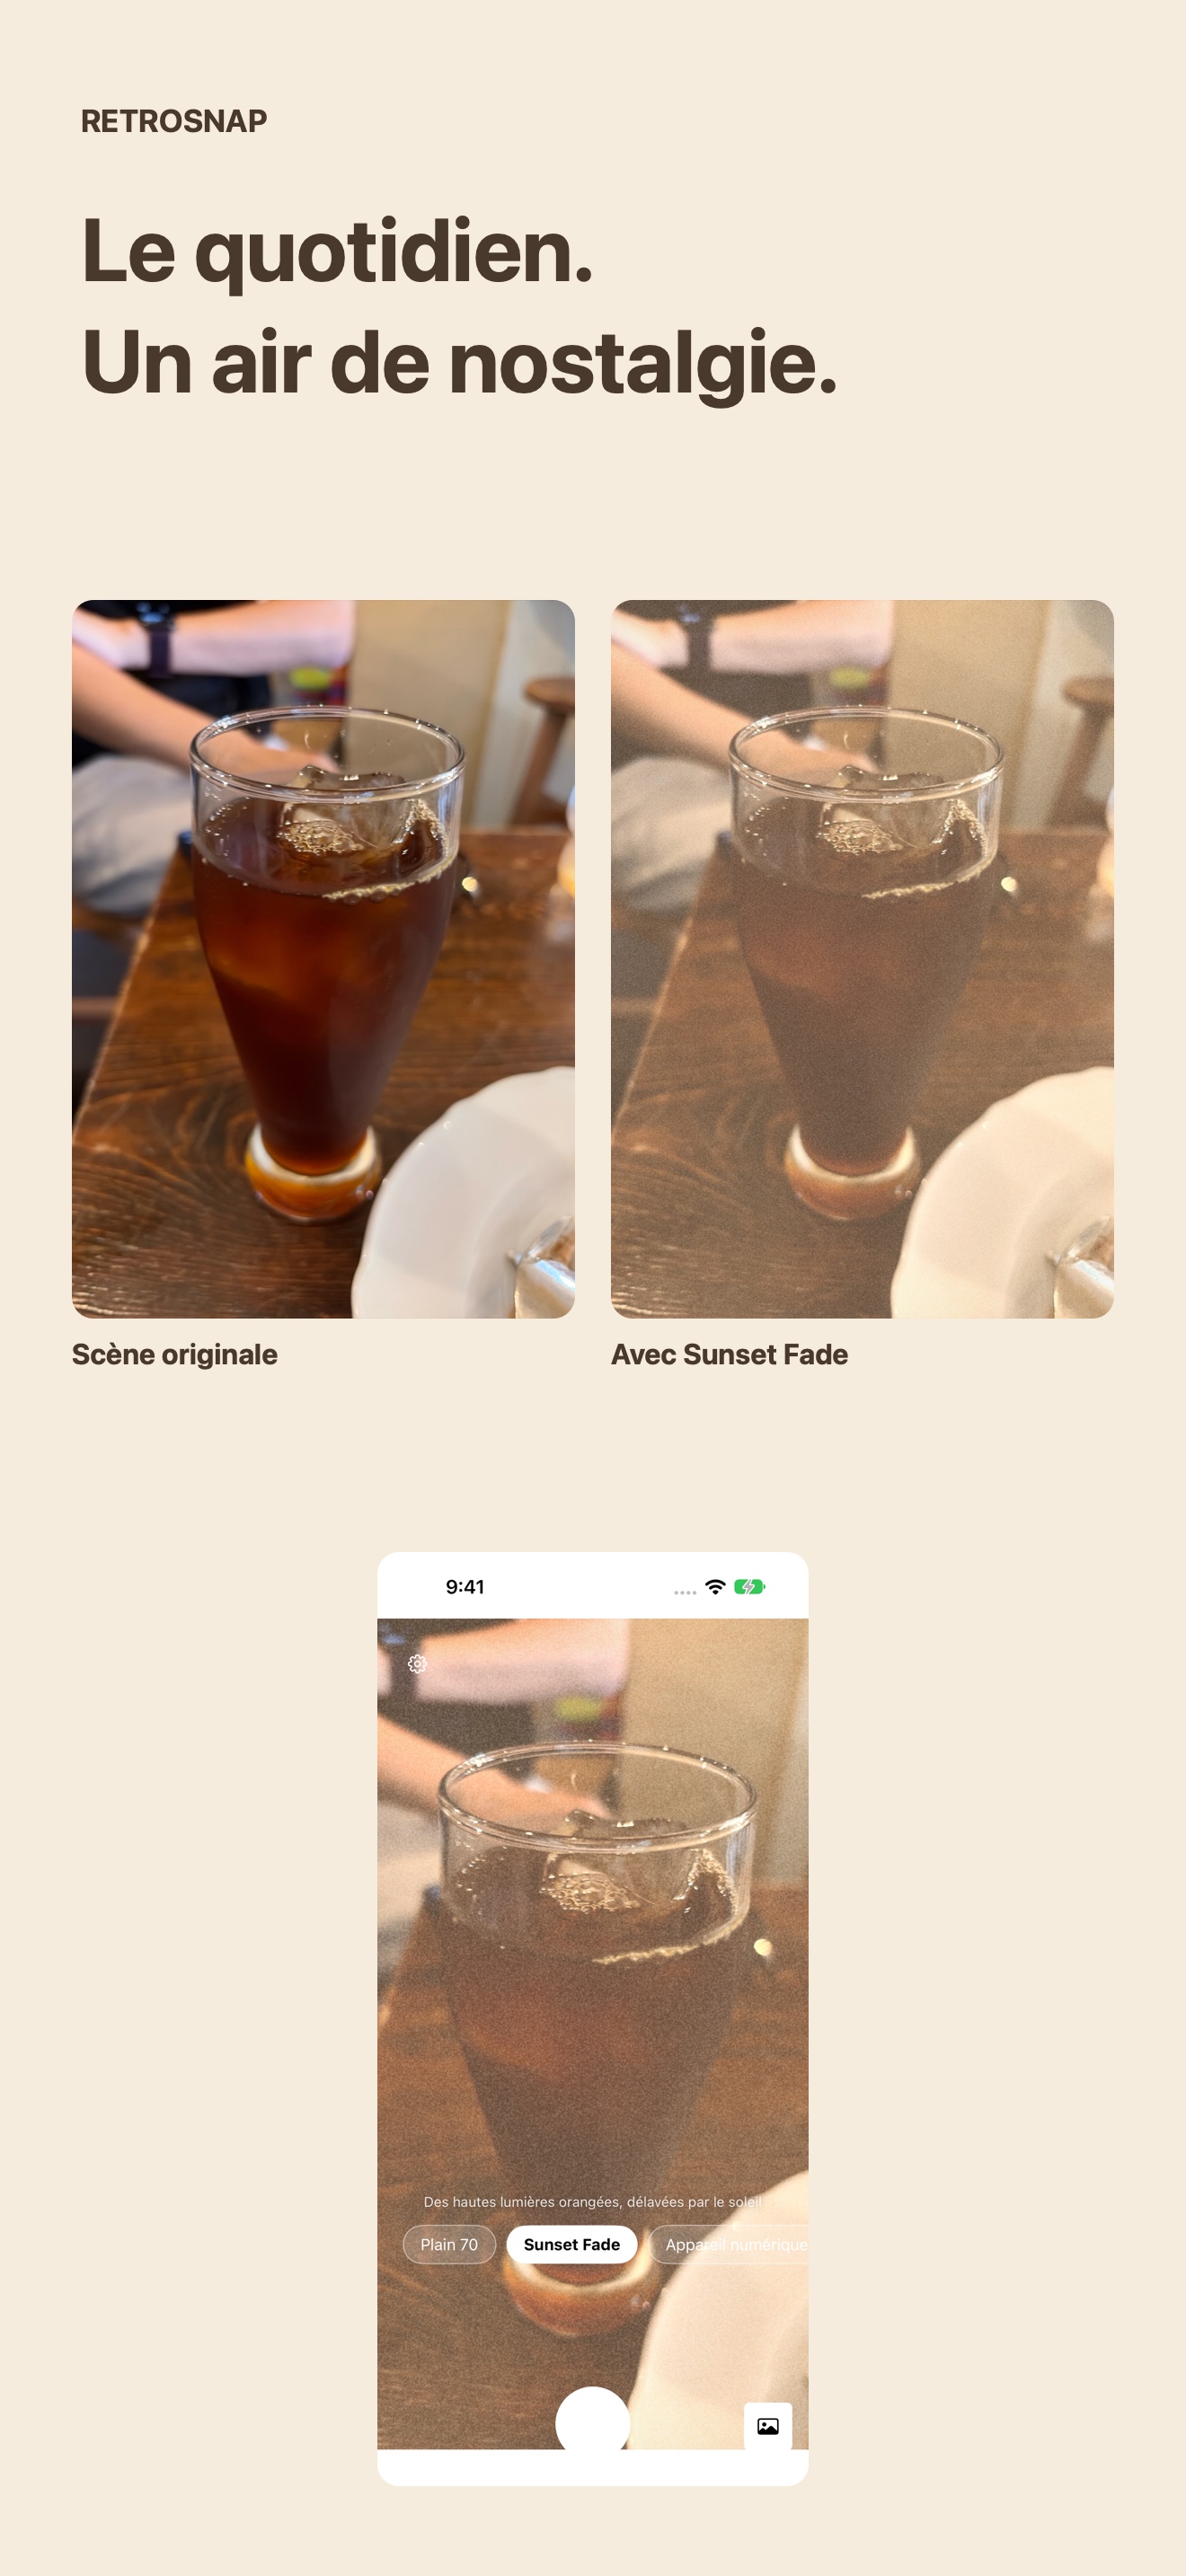 RETROSNAP
Le quotidien.
Un air de nostalgie.
Scène originale
Avec Sunset Fade
9:41
Des hautes lumières orangées, délavées par le soleil
Plain 70
Sunset Fade
Appareil numérique